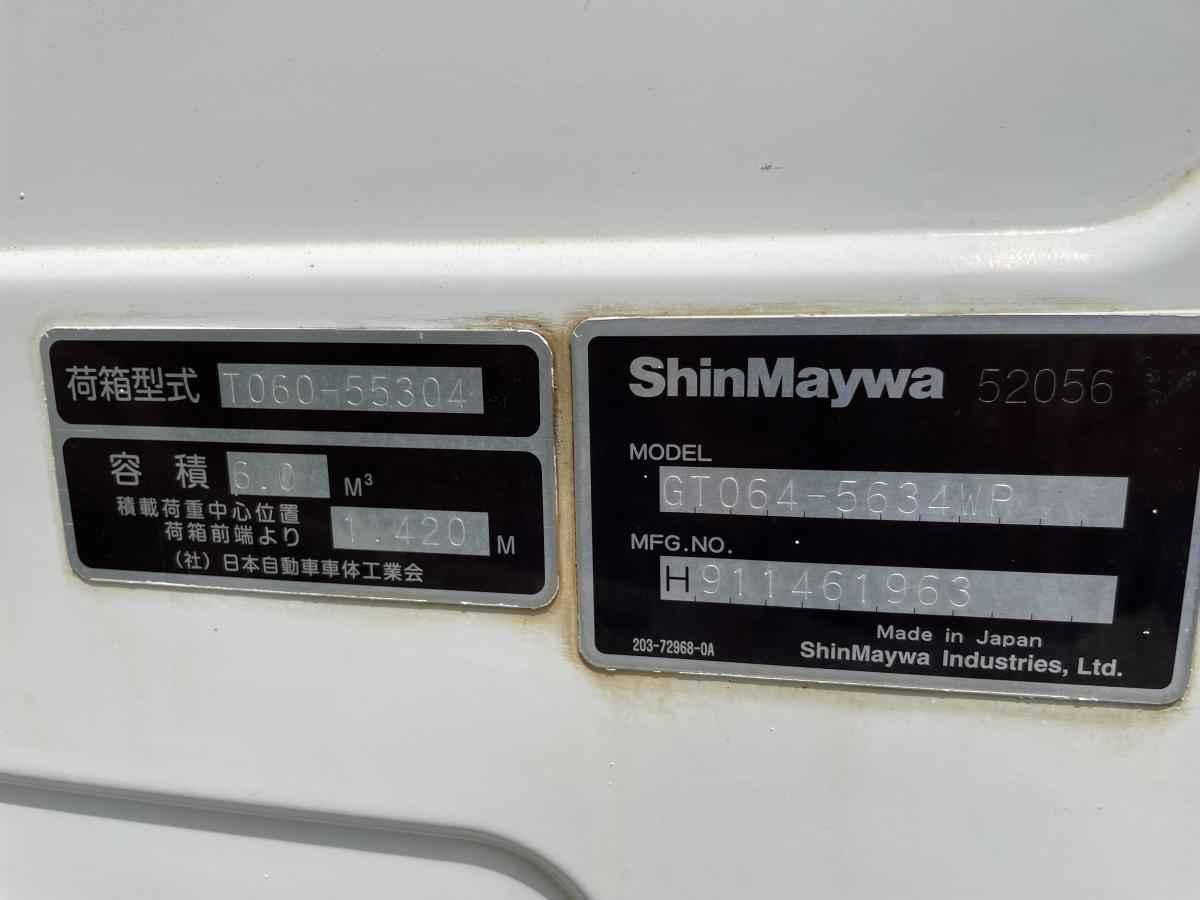 荷箱型式 T060-55304
容積 6.0 M³
積載荷重中心位置
荷箱前端より 1.420 M
(社)日本自動車車体工業会
ShinMaywa 52056
MODEL
GT064-5634WP
MFG.NO.
H911461963
Made in Japan
203-72968-0A ShinMaywa Industries, Ltd.